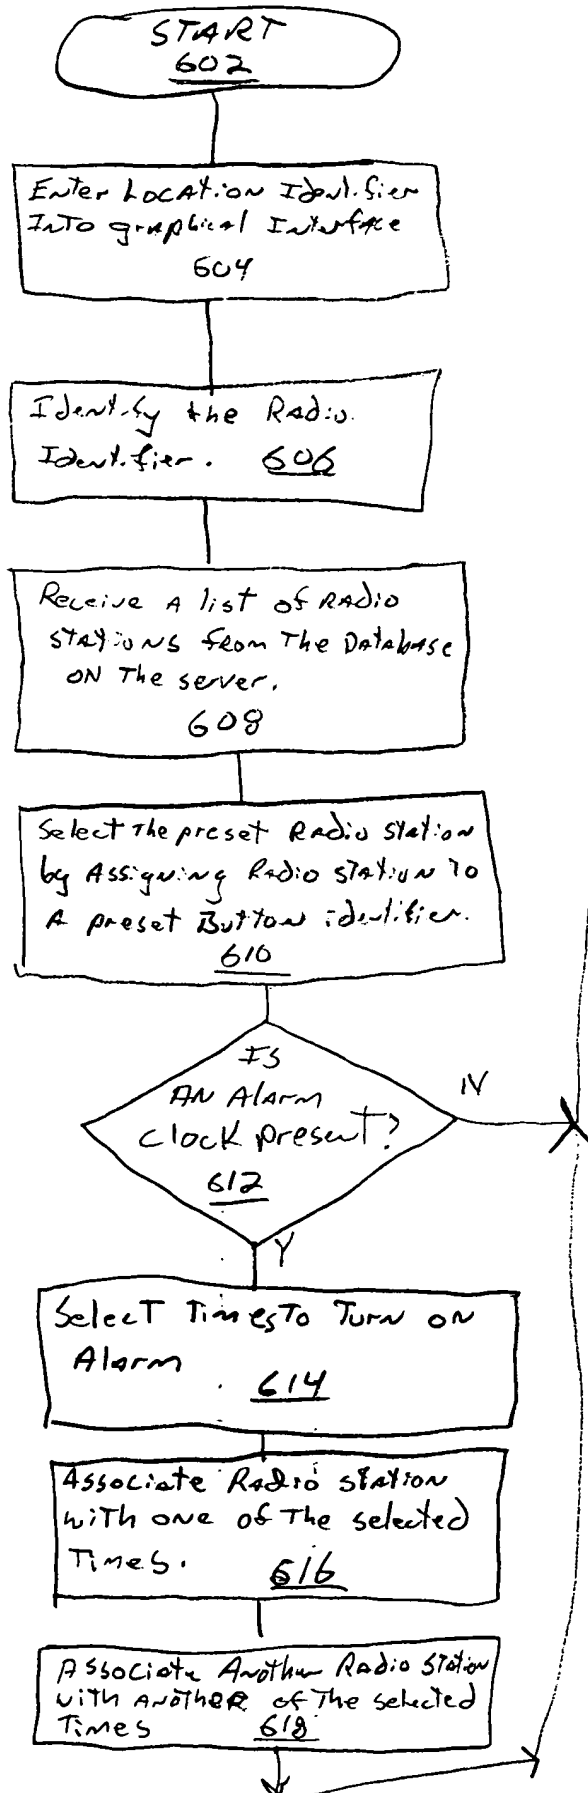 START
602
Enter Location Identifier
Into graphical Interface
604
Identify the Radio
Identifier. 606
Receive A list of Radio
stations from The Database
on The server.
608
Select The preset Radio Station
by Assigning Radio station To
A preset Button identifier.
610
Is
An Alarm
clock present?
612
N
Y
Select Times To Turn on
Alarm
614
Associate Radio station
with one of The selected
Times. 616
Associate Another Radio Station
with Another of The selected
Times 618